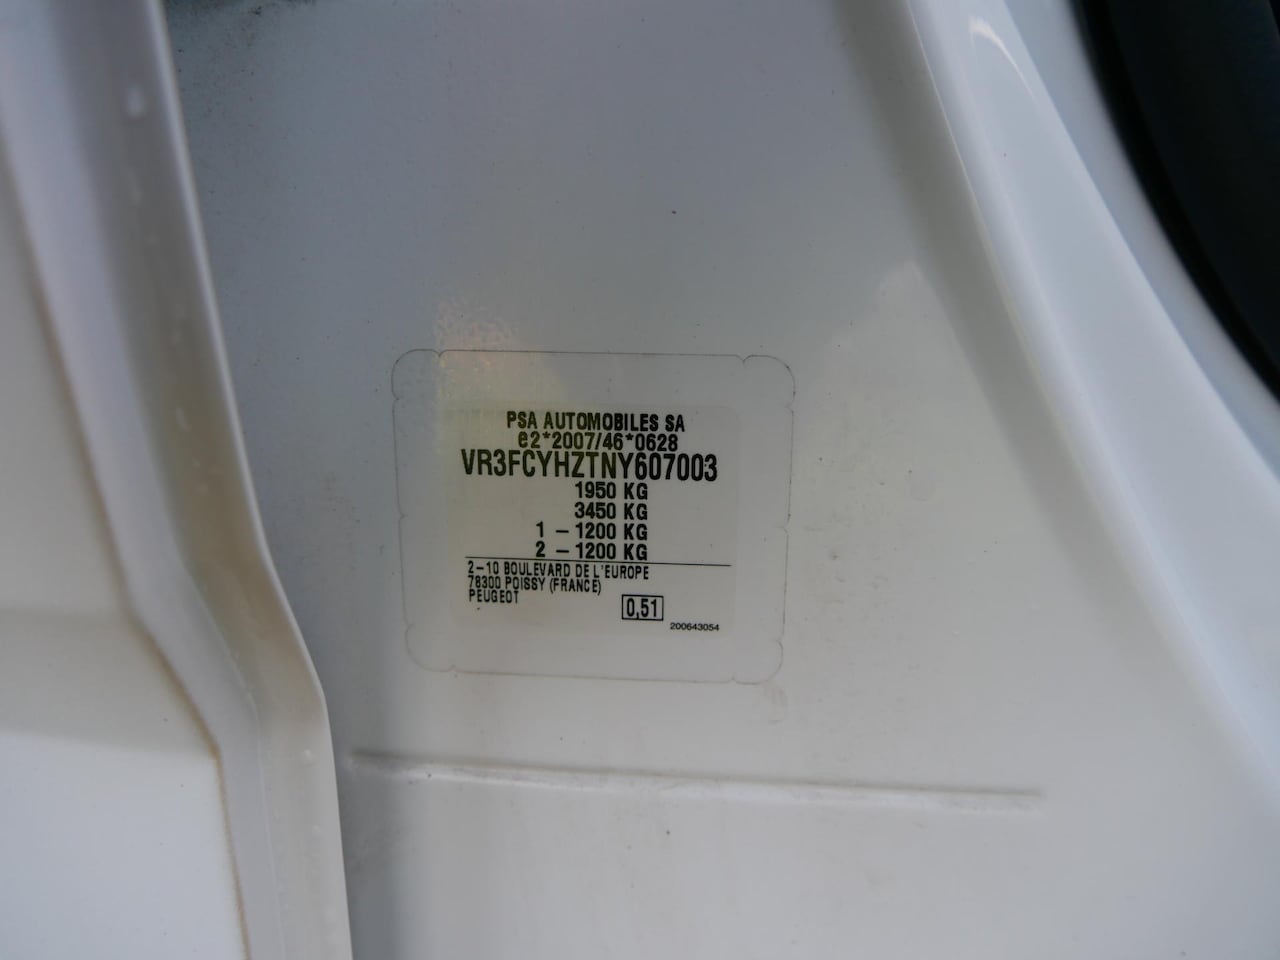 PSA AUTOMOBILES SA
e2*2007/46*0628
VR3FCYHZTNY607003
1950 KG
3450 KG
1 – 1200 KG
2 – 1200 KG
2–10 BOULEVARD DE L'EUROPE
78300 POISSY (FRANCE)
PEUGEOT
0,51
200643054